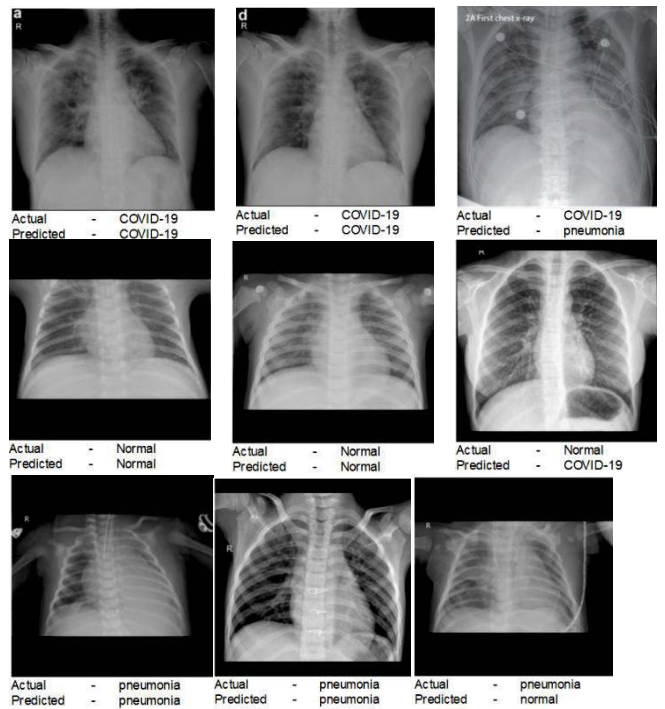 a
R
d
R
2A First chest x-ray
Actual - COVID-19
Predicted - COVID-19
Actual - COVID-19
Predicted - COVID-19
Actual - COVID-19
Predicted - pneumonia
R
Actual - Normal
Predicted - Normal
Actual - Normal
Predicted - Normal
Actual - Normal
Predicted - COVID-19
R
R
R
Actual - pneumonia
Predicted - pneumonia
Actual - pneumonia
Predicted - pneumonia
Actual - pneumonia
Predicted - normal